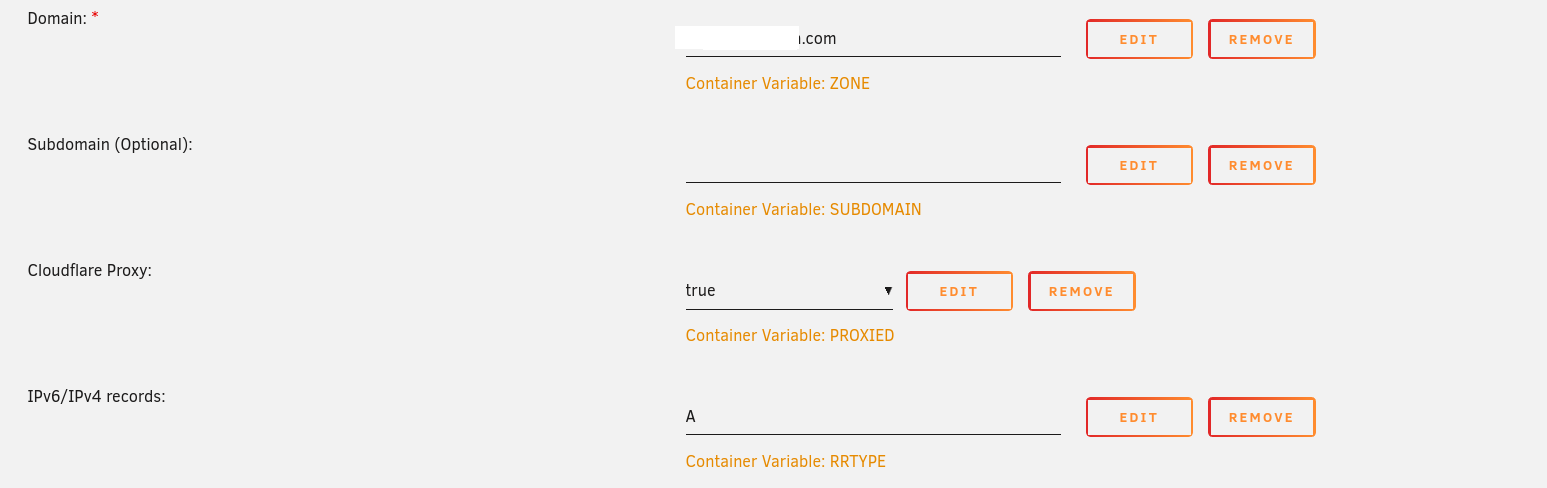 Domain: *
.com
EDIT
REMOVE
Container Variable: ZONE
Subdomain (Optional):
EDIT
REMOVE
Container Variable: SUBDOMAIN
Cloudflare Proxy:
true
EDIT
REMOVE
Container Variable: PROXIED
IPv6/IPv4 records:
A
EDIT
REMOVE
Container Variable: RRTYPE